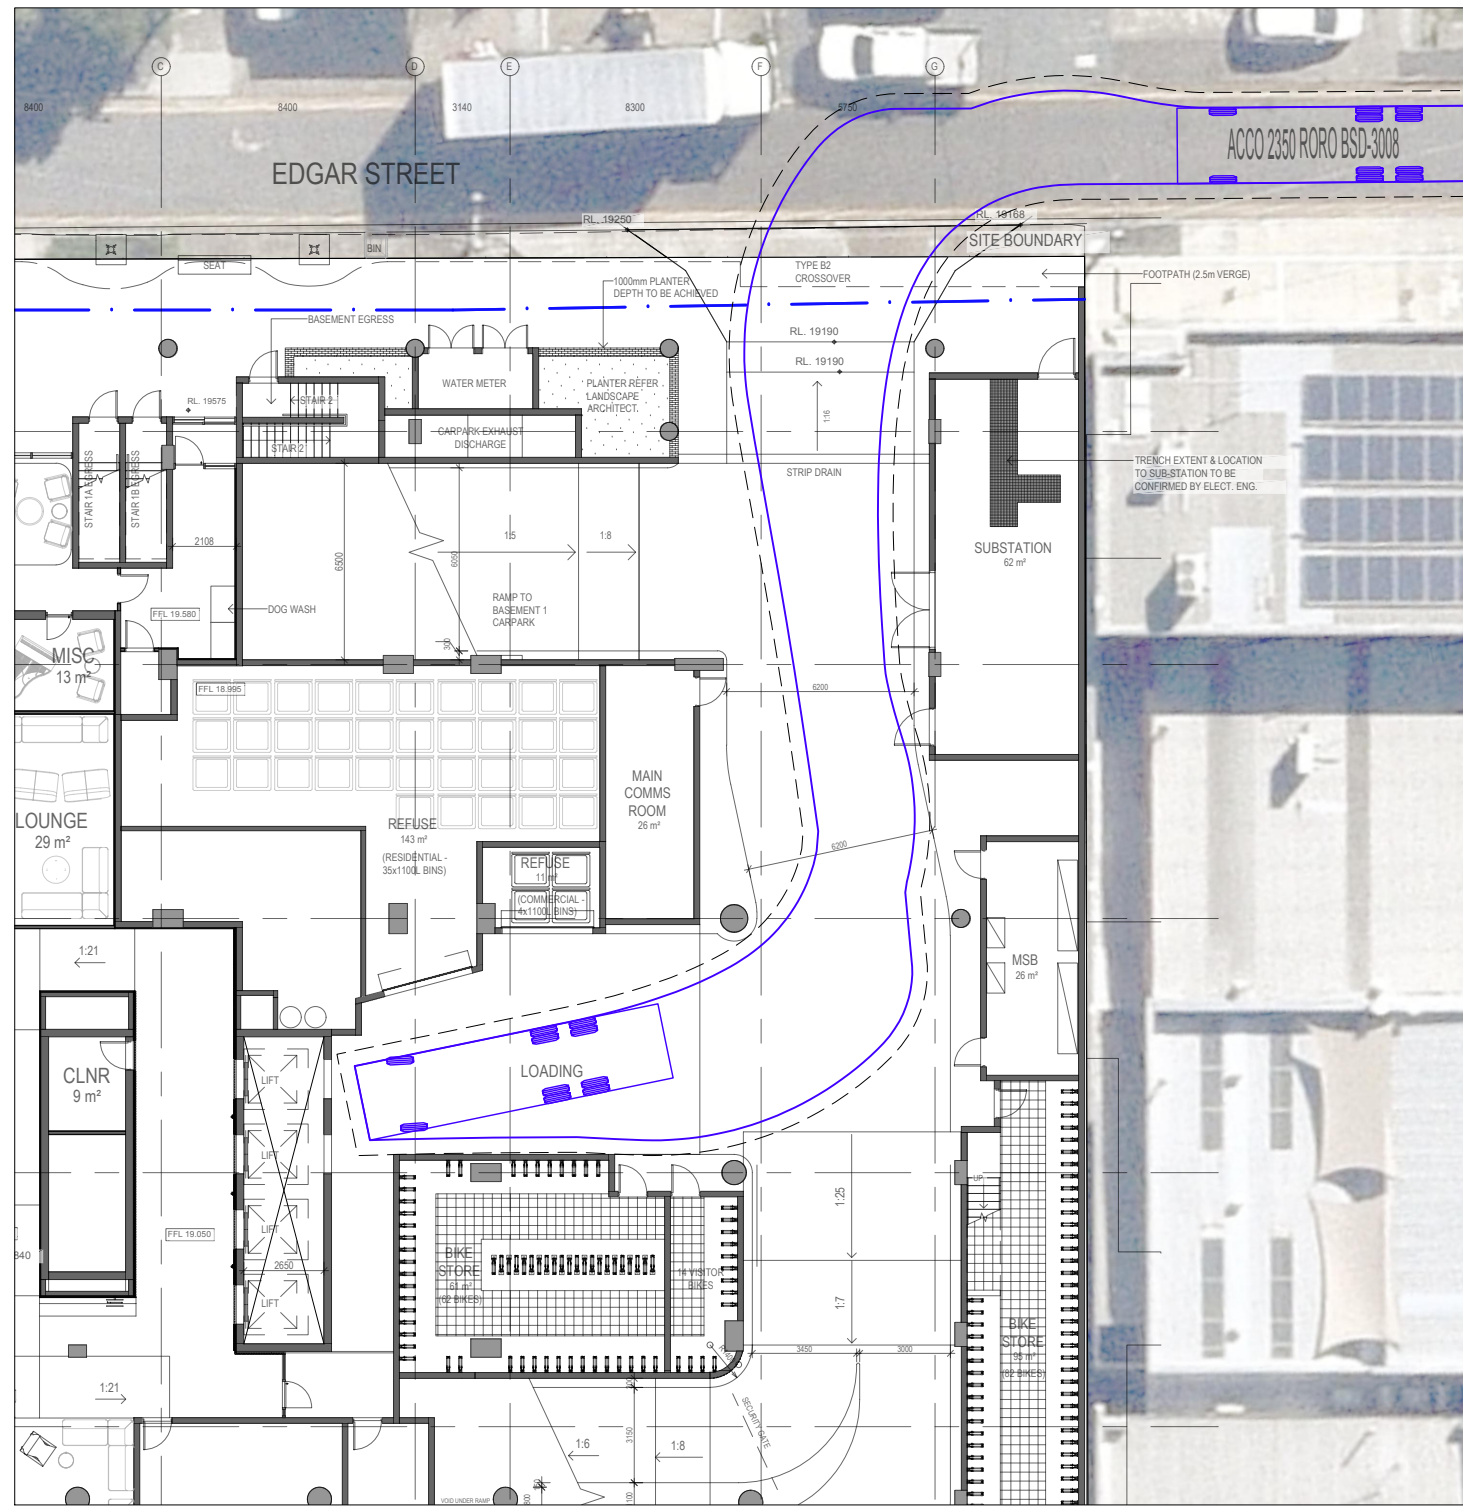 C
D
E
F
G
8400
8400
3140
8300
5750
ACCO 2350 RORO BSD-3008
EDGAR STREET
RL. 19250
RL. 19168
SITE BOUNDARY
BIN
SEAT
TYPE B2
CROSSOVER
FOOTPATH (2.5m VERGE)
1000mm PLANTER
DEPTH TO BE ACHIEVED
BASEMENT EGRESS
RL. 19190
RL. 19190
WATER METER
PLANTER REFER
LANDSCAPE
ARCHITECT.
RL. 19575
STAIR 2
STAIR 2
CARPARK EXHAUST
DISCHARGE
1:16
STRIP DRAIN
TRENCH EXTENT & LOCATION
TO SUB-STATION TO BE
CONFIRMED BY ELECT. ENG.
STAIR 1A EGRESS
STAIR 1B EGRESS
2108
6500
6050
1:5
1:8
SUBSTATION
62 m²
RAMP TO
BASEMENT 1
CARPARK
DOG WASH
FFL 19.580
300
MISC
13 m²
FFL 18.995
6200
MAIN
COMMS
ROOM
26 m²
LOUNGE
29 m²
REFUSE
143 m²
(RESIDENTIAL -
35x1100L BINS)
REFUSE
11 m²
(COMMERCIAL -
4x1100L BINS)
6200
1:21
MSB
26 m²
CLNR
9 m²
LIFT
LOADING
LIFT
UP
1:25
LIFT
FFL 19.050
840
2650
BIKE
STORE
61 m²
(62 BIKES)
14 VISITOR
BIKES
LIFT
1:7
BIKE
STORE
95 m²
(82 BIKES)
3450
3000
1:21
300
SECURITY GATE
3150
1:6
1:8
VOID UNDER RAMP